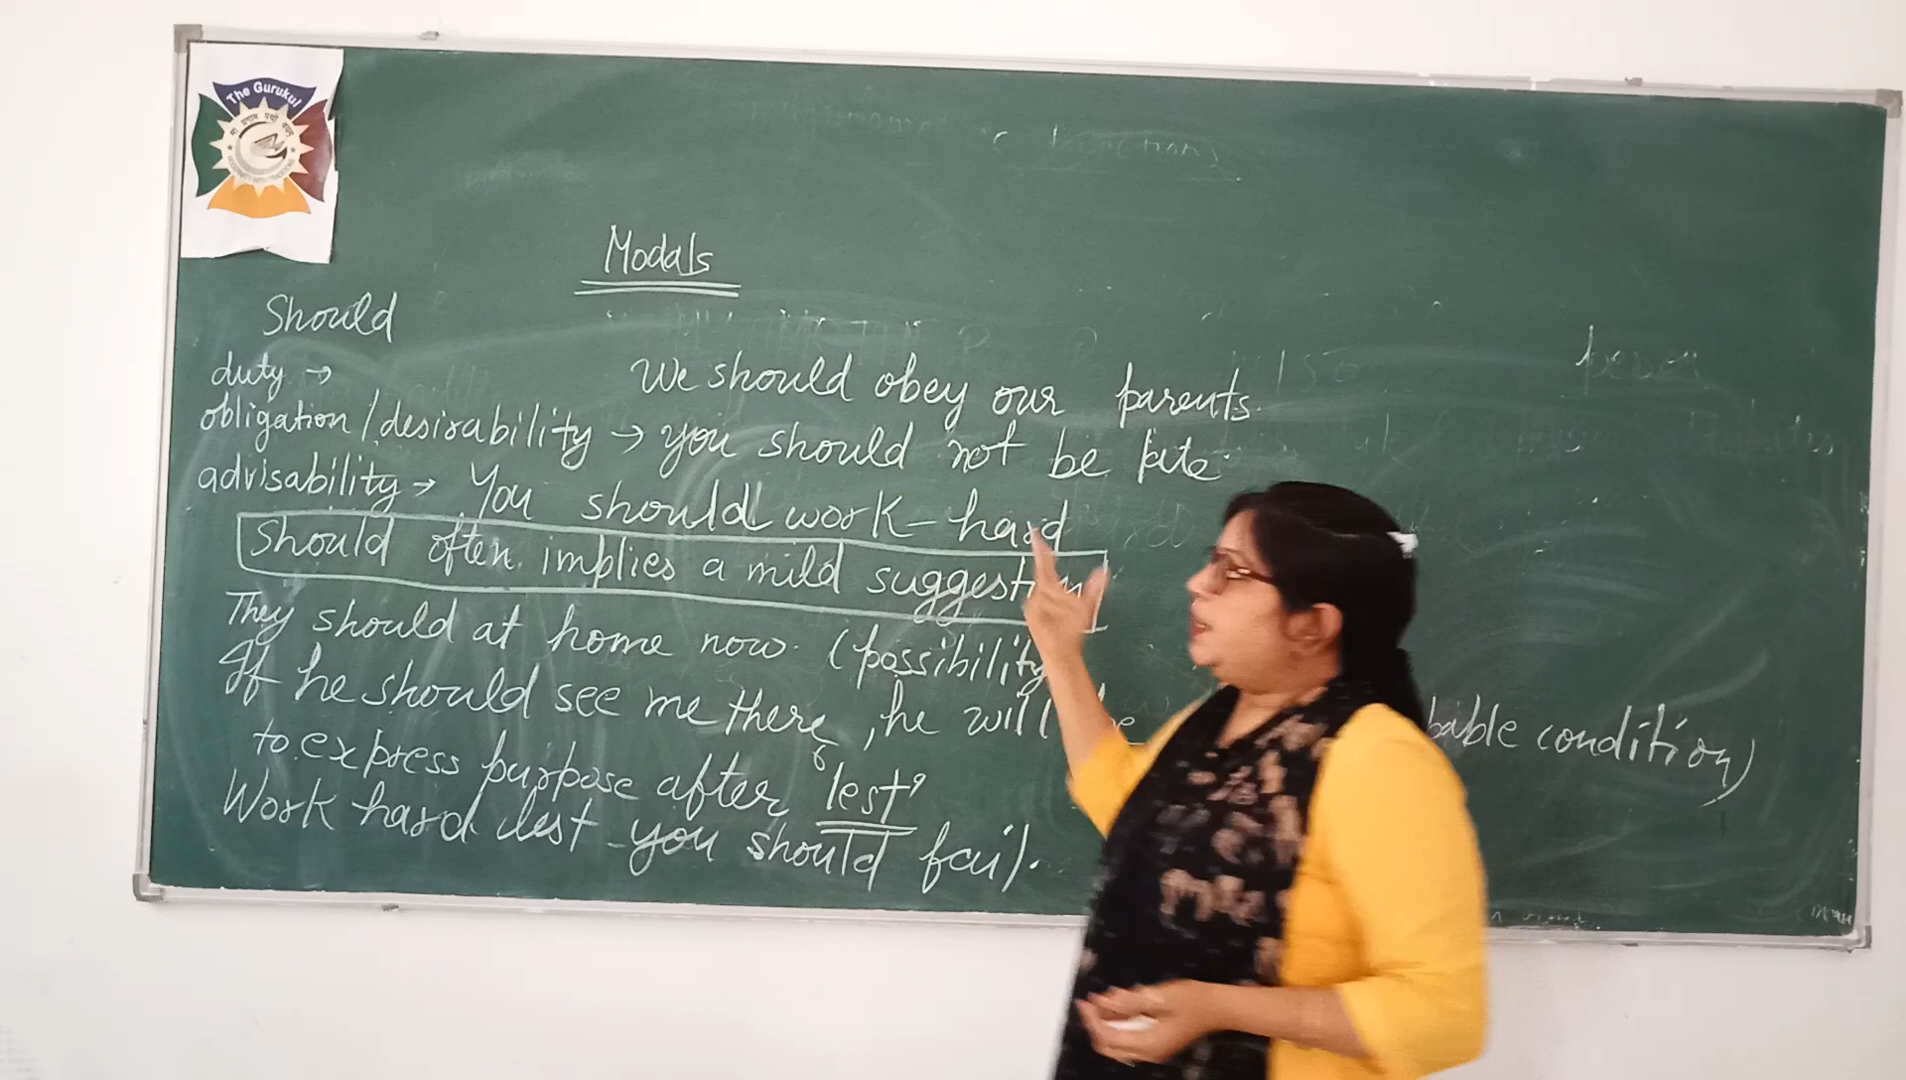 The Gurukul
Modals
Should
duty →
We should obey our parents.
obligation / desirability → you should not be late.
advisability → You should work-hard
Should often implies a mild suggestion
They should at home now. (possibility
If he should see me there, he will
condition)
to express purpose after 'lest'
Work hard lest you should fail.